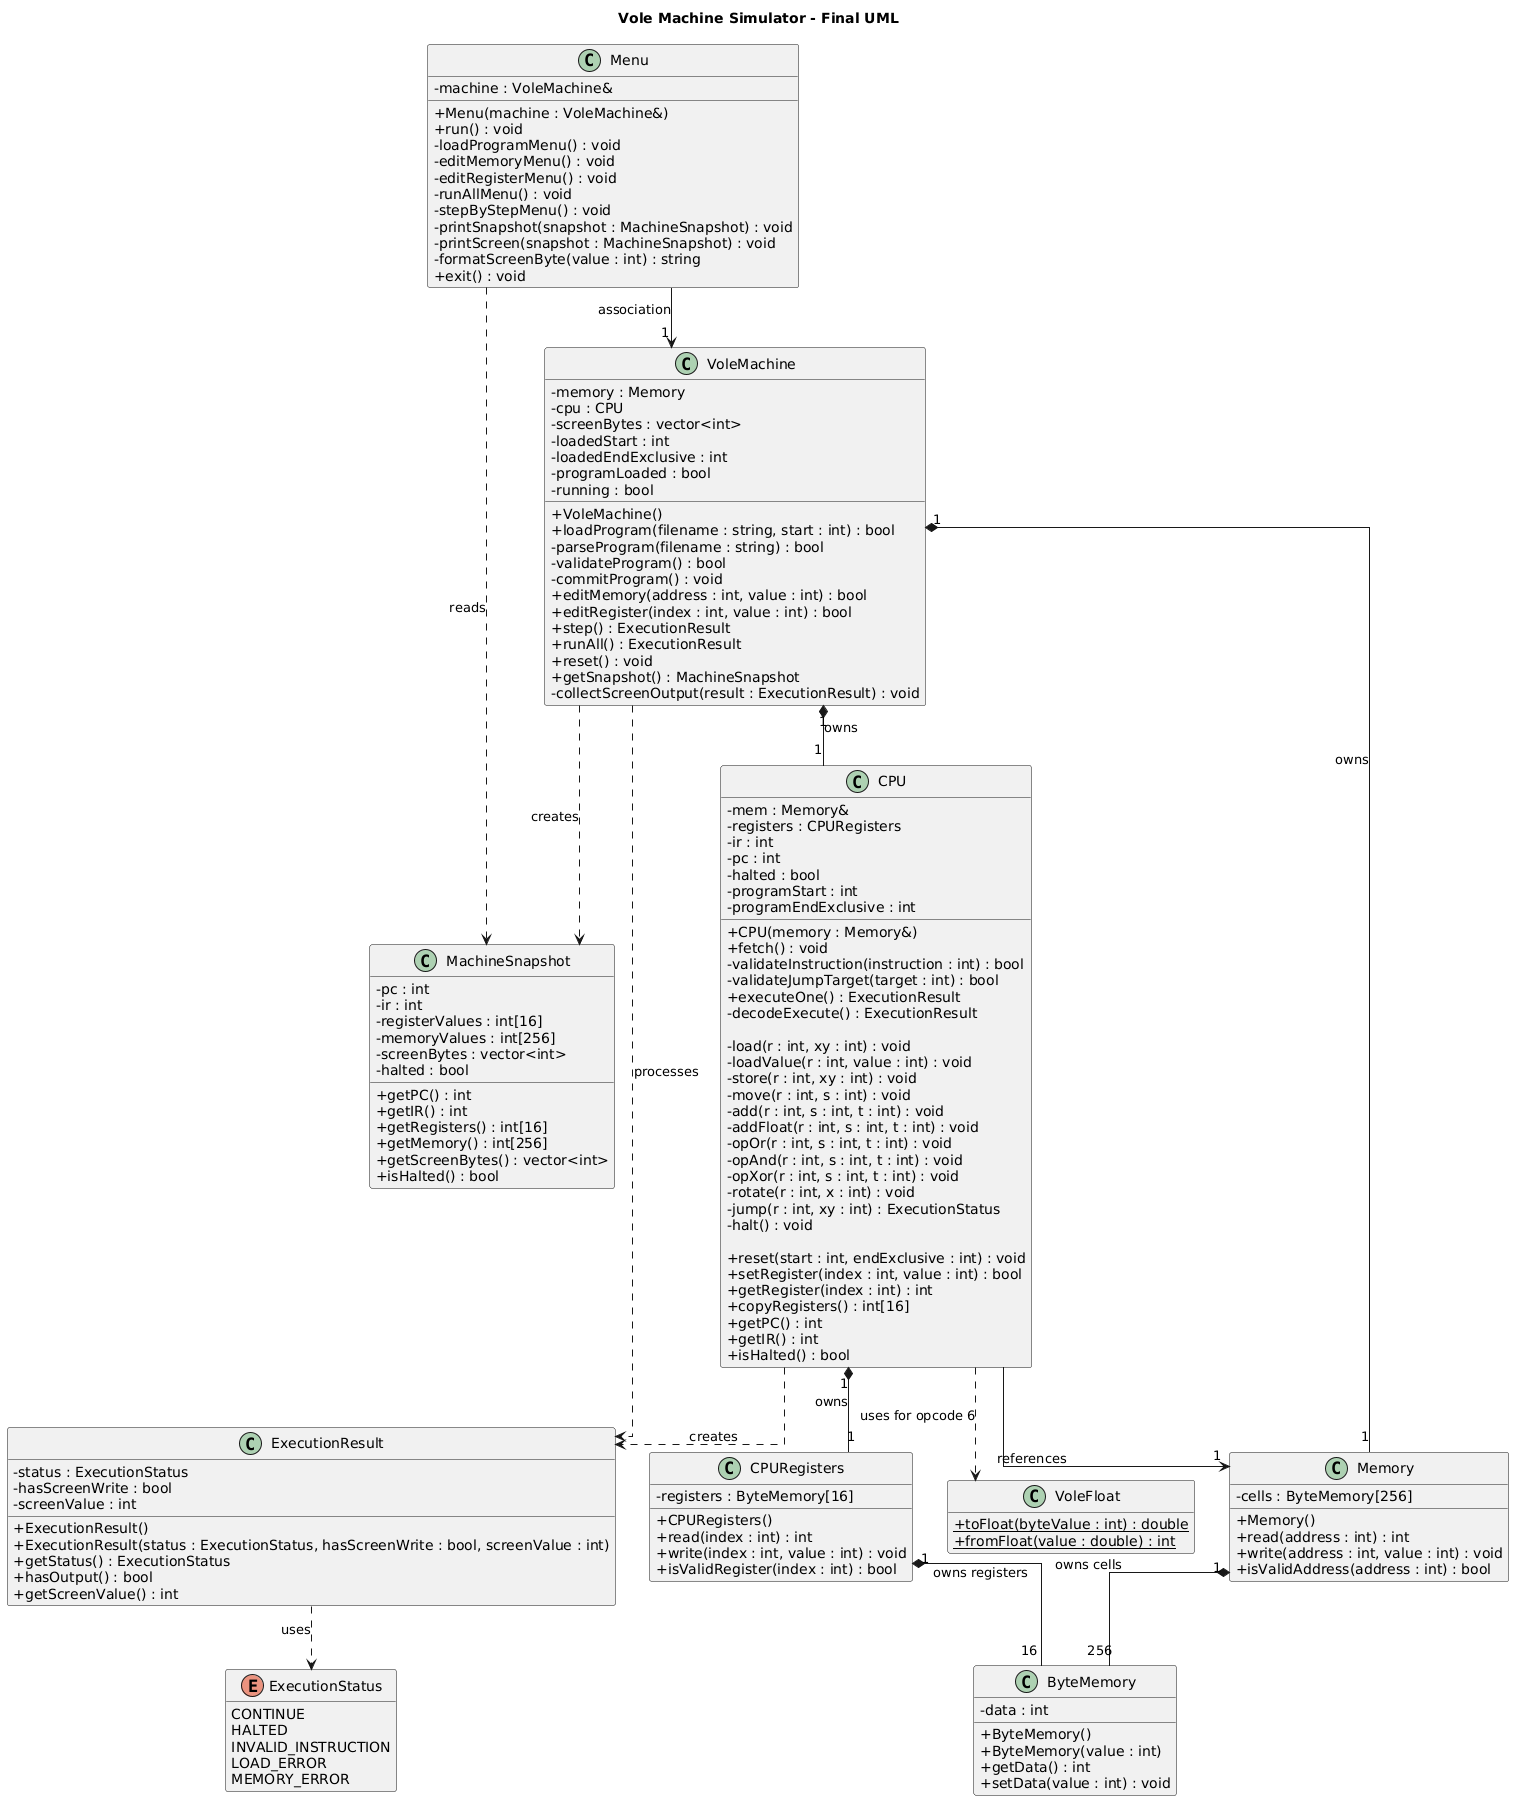 Vole Machine Simulator - Final UML
C Menu
-machine : VoleMachine&
+Menu(machine : VoleMachine&)
+run() : void
-loadProgramMenu() : void
-editMemoryMenu() : void
-editRegisterMenu() : void
-runAllMenu() : void
-stepByStepMenu() : void
-printSnapshot(snapshot : MachineSnapshot) : void
-printScreen(snapshot : MachineSnapshot) : void
-formatScreenByte(value : int) : string
+exit() : void
association
1
C VoleMachine
-memory : Memory
-cpu : CPU
-screenBytes : vector<int>
-loadedStart : int
-loadedEndExclusive : int
-programLoaded : bool
-running : bool
+VoleMachine()
+loadProgram(filename : string, start : int) : bool
-parseProgram(filename : string) : bool
-validateProgram() : bool
-commitProgram() : void
+editMemory(address : int, value : int) : bool
+editRegister(index : int, value : int) : bool
+step() : ExecutionResult
+runAll() : ExecutionResult
+reset() : void
+getSnapshot() : MachineSnapshot
-collectScreenOutput(result : ExecutionResult) : void
1
reads
1
owns
1
owns
creates
C CPU
-mem : Memory&
-registers : CPURegisters
-ir : int
-pc : int
-halted : bool
-programStart : int
-programEndExclusive : int
+CPU(memory : Memory&)
+fetch() : void
-validateInstruction(instruction : int) : bool
-validateJumpTarget(target : int) : bool
+executeOne() : ExecutionResult
-decodeExecute() : ExecutionResult
-load(r : int, xy : int) : void
-loadValue(r : int, value : int) : void
-store(r : int, xy : int) : void
-move(r : int, s : int) : void
-add(r : int, s : int, t : int) : void
-addFloat(r : int, s : int, t : int) : void
-opOr(r : int, s : int, t : int) : void
-opAnd(r : int, s : int, t : int) : void
-opXor(r : int, s : int, t : int) : void
-rotate(r : int, x : int) : void
-jump(r : int, xy : int) : ExecutionStatus
-halt() : void
+reset(start : int, endExclusive : int) : void
+setRegister(index : int, value : int) : bool
+getRegister(index : int) : int
+copyRegisters() : int[16]
+getPC() : int
+getIR() : int
+isHalted() : bool
C MachineSnapshot
-pc : int
-ir : int
-registerValues : int[16]
-memoryValues : int[256]
-screenBytes : vector<int>
-halted : bool
+getPC() : int
+getIR() : int
+getRegisters() : int[16]
+getMemory() : int[256]
+getScreenBytes() : vector<int>
+isHalted() : bool
processes
creates
1
owns
1
uses for opcode 6
references
1
1
C ExecutionResult
-status : ExecutionStatus
-hasScreenWrite : bool
-screenValue : int
+ExecutionResult()
+ExecutionResult(status : ExecutionStatus, hasScreenWrite : bool, screenValue : int)
+getStatus() : ExecutionStatus
+hasOutput() : bool
+getScreenValue() : int
C CPURegisters
-registers : ByteMemory[16]
+CPURegisters()
+read(index : int) : int
+write(index : int, value : int) : void
+isValidRegister(index : int) : bool
C VoleFloat
+toFloat(byteValue : int) : double
+fromFloat(value : double) : int
C Memory
-cells : ByteMemory[256]
+Memory()
+read(address : int) : int
+write(address : int, value : int) : void
+isValidAddress(address : int) : bool
1
owns registers
16
1
owns cells
256
uses
E ExecutionStatus
CONTINUE
HALTED
INVALID_INSTRUCTION
LOAD_ERROR
MEMORY_ERROR
C ByteMemory
-data : int
+ByteMemory()
+ByteMemory(value : int)
+getData() : int
+setData(value : int) : void